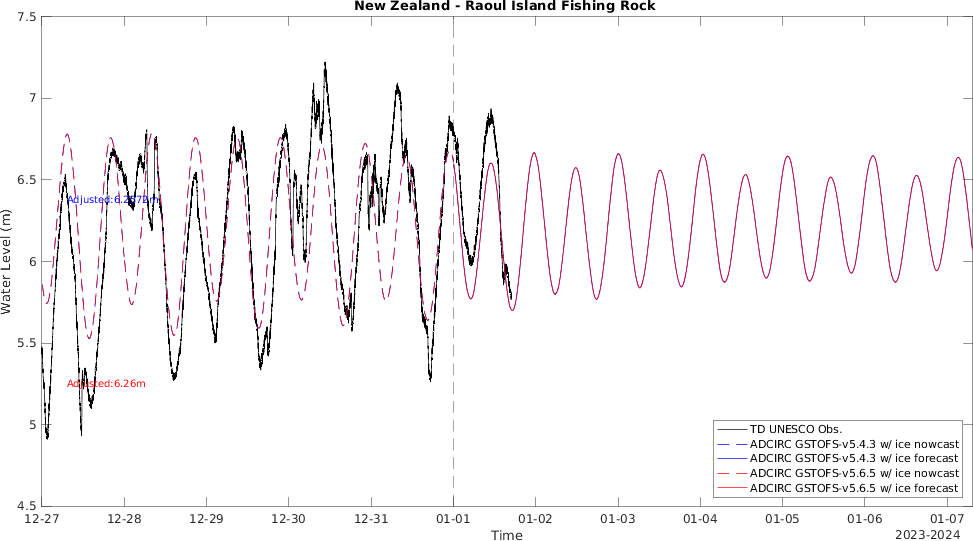 New Zealand - Raoul Island Fishing Rock
7.5
7
6.5
6
5.5
5
4.5
Water Level (m)
Adjusted:6.26m
TD UNESCO Obs.
ADCIRC GSTOFS-v5.4.3 w/ ice nowcast
ADCIRC GSTOFS-v5.4.3 w/ ice forecast
ADCIRC GSTOFS-v5.6.5 w/ ice nowcast
ADCIRC GSTOFS-v5.6.5 w/ ice forecast
12-27 12-28 12-29 12-30 12-31 01-01 01-02 01-03 01-04 01-05 01-06 01-07
Time
2023-2024